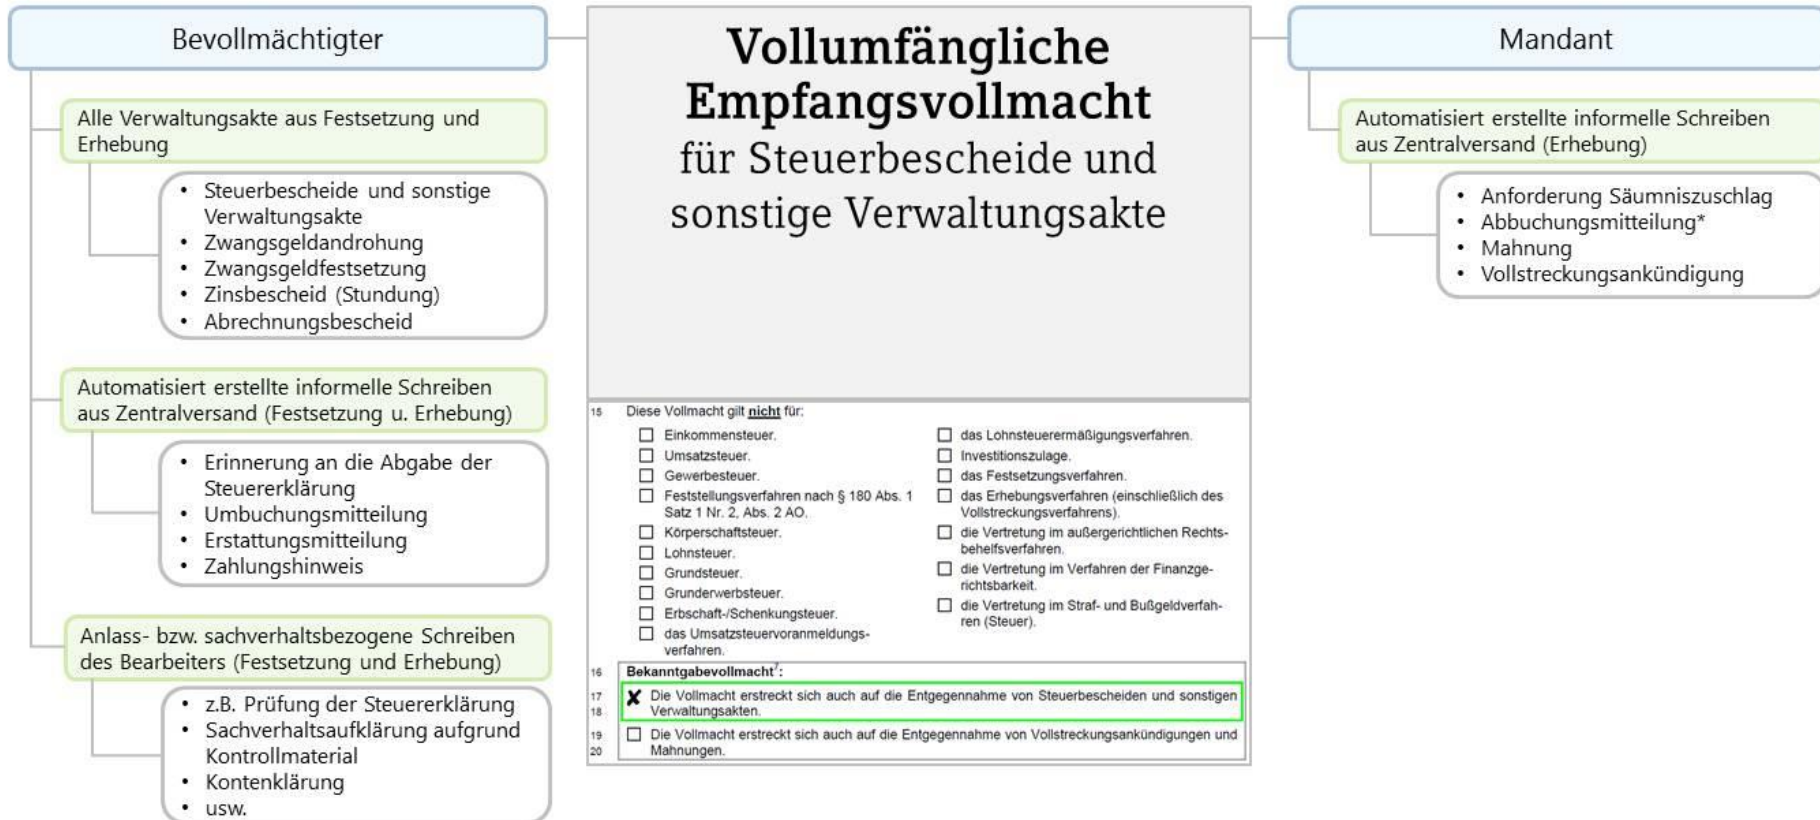 Bevollmächtigter
Alle Verwaltungsakte aus Festsetzung und
Erhebung
• Steuerbescheide und sonstige
Verwaltungsakte
• Zwangsgeldandrohung
• Zwangsgeldfestsetzung
• Zinsbescheid (Stundung)
• Abrechnungsbescheid
Automatisiert erstellte informelle Schreiben
aus Zentralversand (Festsetzung u. Erhebung)
• Erinnerung an die Abgabe der
Steuererklärung
• Umbuchungsmitteilung
• Erstattungsmitteilung
• Zahlungshinweis
Anlass- bzw. sachverhaltsbezogene Schreiben
des Bearbeiters (Festsetzung und Erhebung)
• z.B. Prüfung der Steuererklärung
• Sachverhaltsaufklärung aufgrund
Kontrollmaterial
• Kontenklärung
• usw.
Vollumfängliche
Empfangsvollmacht
für Steuerbescheide und
sonstige Verwaltungsakte
15 Diese Vollmacht gilt nicht für:
Einkommensteuer.
Umsatzsteuer.
Gewerbesteuer.
Feststellungsverfahren nach § 180 Abs. 1
Satz 1 Nr. 2, Abs. 2 AO.
Körperschaftsteuer.
Lohnsteuer.
Grundsteuer.
Grunderwerbsteuer.
Erbschaft-/Schenkungsteuer.
das Umsatzsteuervoranmeldungs-
verfahren.
das Lohnsteuerermäßigungsverfahren.
Investitionszulage.
das Festsetzungsverfahren.
das Erhebungsverfahren (einschließlich des
Vollstreckungsverfahrens).
die Vertretung im außergerichtlichen Rechts-
behelfsverfahren.
die Vertretung im Verfahren der Finanzge-
richtsbarkeit.
die Vertretung im Straf- und Bußgeldverfah-
ren (Steuer).
16 Bekanntgabevollmacht⁷:
17 ✘ Die Vollmacht erstreckt sich auch auf die Entgegennahme von Steuerbescheiden und sonstigen
18 Verwaltungsakten.
19 Die Vollmacht erstreckt sich auch auf die Entgegennahme von Vollstreckungsankündigungen und
20 Mahnungen.
Mandant
Automatisiert erstellte informelle Schreiben
aus Zentralversand (Erhebung)
• Anforderung Säumniszuschlag
• Abbuchungsmitteilung*
• Mahnung
• Vollstreckungsankündigung